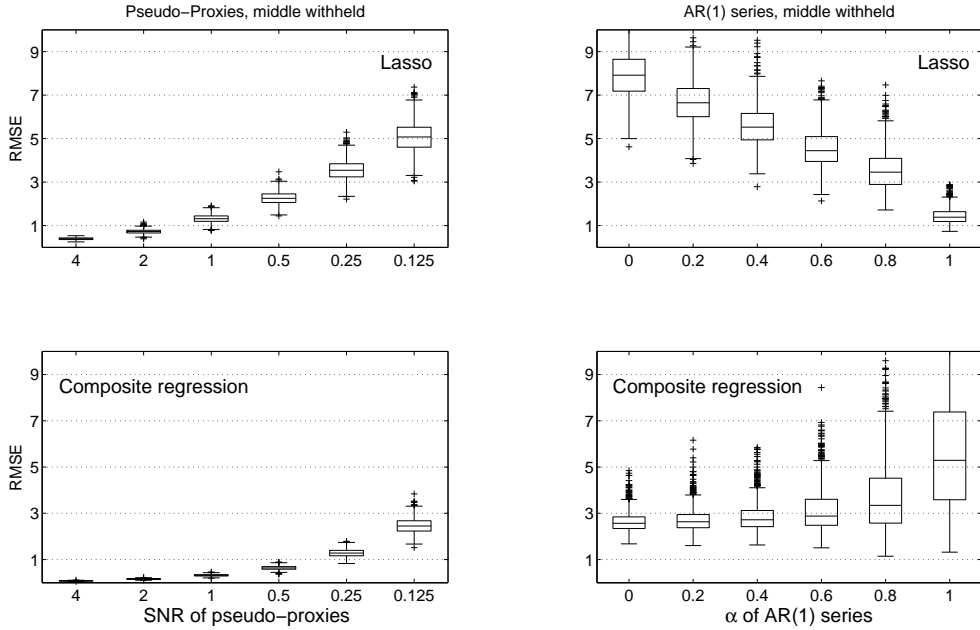 Pseudo−Proxies, middle withheld
9
7
5
3
1
RMSE
Lasso
4 2 1 0.5 0.25 0.125
AR(1) series, middle withheld
9
7
5
3
1
Lasso
0 0.2 0.4 0.6 0.8 1
9
7
5
3
1
RMSE
Composite regression
4 2 1 0.5 0.25 0.125
SNR of pseudo−proxies
9
7
5
3
1
Composite regression
0 0.2 0.4 0.6 0.8 1
α of AR(1) series